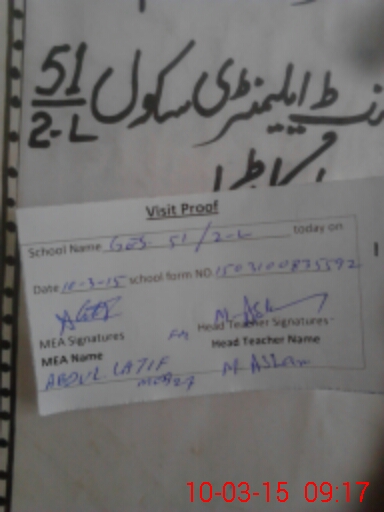 51/2-L
نمنٹ ایلیمنٹری سکول
Visit Proof
School Name GES 51/2-L today on
Date 10-3-15 school form NO. 1503100835592
MEA Signatures
Head Teacher Signatures
MEA Name
Head Teacher Name
ABDUL LATIF
M. Aslam
10-03-15 09:17